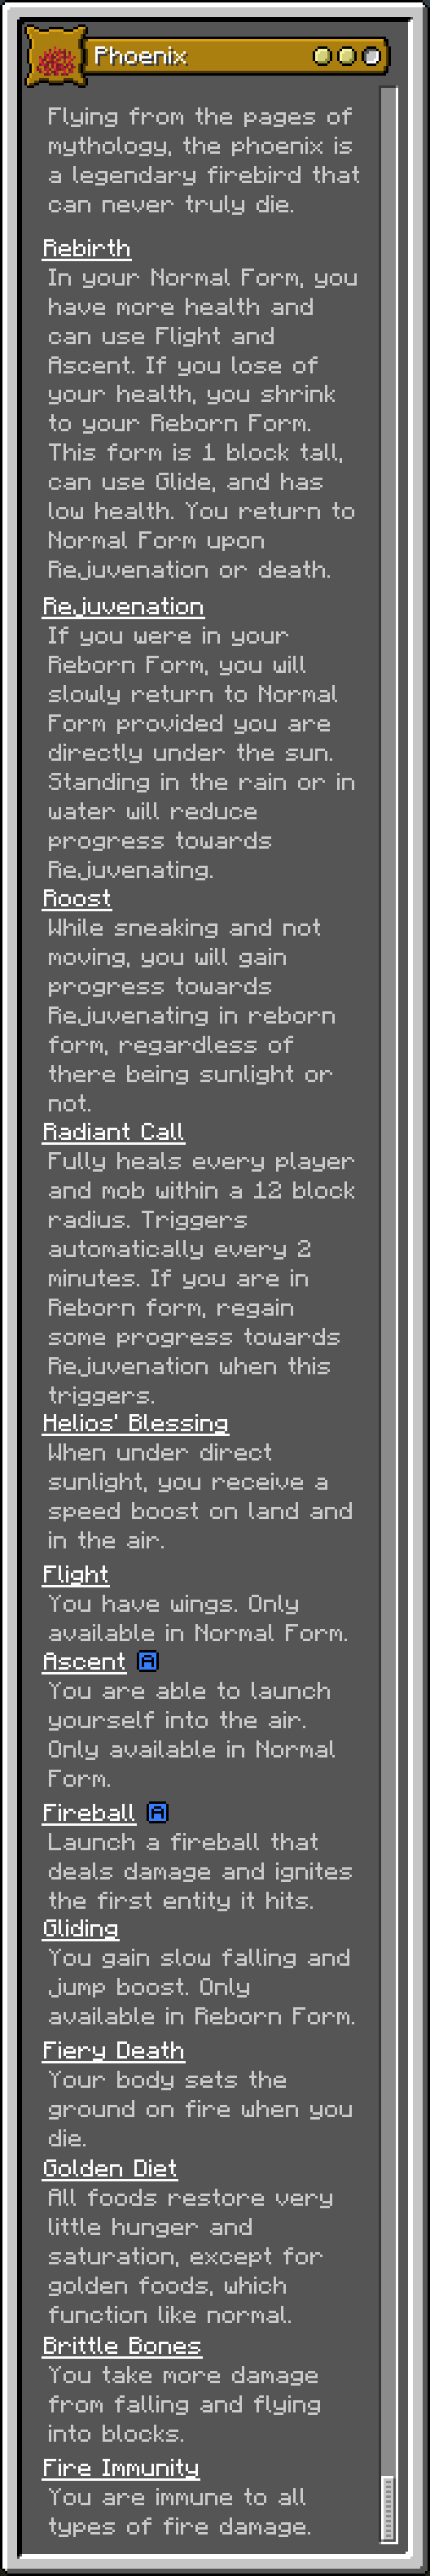 Phoenix
Flying from the pages of
mythology, the phoenix is
a legendary firebird that
can never truly die.
Rebirth
In your Normal Form, you
have more health and
can use Flight and
Ascent. If you lose of
your health, you shrink
to your Reborn Form.
This form is 1 block tall,
can use Glide, and has
low health. You return to
Normal Form upon
Rejuvenation or death.
Rejuvenation
If you were in your
Reborn Form, you will
slowly return to Normal
Form provided you are
directly under the sun.
Standing in the rain or in
water will reduce
progress towards
Rejuvenating.
Roost
While sneaking and not
moving, you will gain
progress towards
Rejuvenating in reborn
form, regardless of
there being sunlight or
not.
Radiant Call
Fully heals every player
and mob within a 12 block
radius. Triggers
automatically every 2
minutes. If you are in
Reborn form, regain
some progress towards
Rejuvenation when this
triggers.
Helios' Blessing
When under direct
sunlight, you receive a
speed boost on land and
in the air.
Flight
You have wings. Only
available in Normal Form.
Ascent A
You are able to launch
yourself into the air.
Only available in Normal
Form.
Fireball A
Launch a fireball that
deals damage and ignites
the first entity it hits.
Gliding
You gain slow falling and
jump boost. Only
available in Reborn Form.
Fiery Death
Your body sets the
ground on fire when you
die.
Golden Diet
All foods restore very
little hunger and
saturation, except for
golden foods, which
function like normal.
Brittle Bones
You take more damage
from falling and flying
into blocks.
Fire Immunity
You are immune to all
types of fire damage.